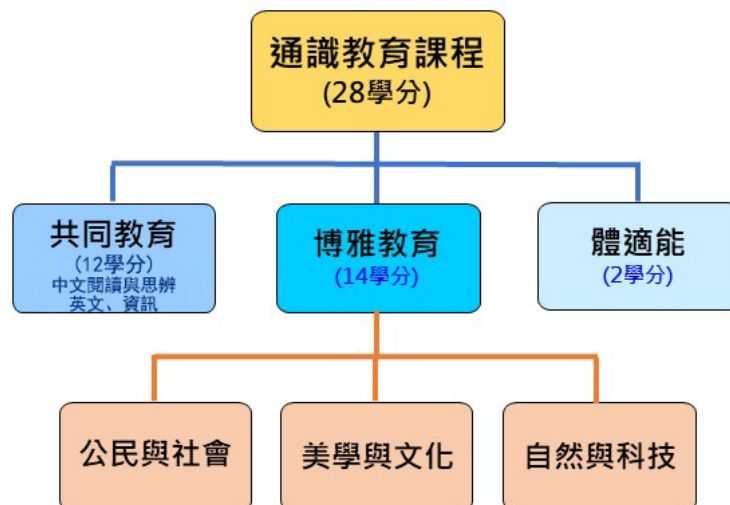 通識教育課程
(28學分)
共同教育
(12學分)
中文閱讀與思辨
英文、資訊
博雅教育
(14學分)
體適能
(2學分)
公民與社會
美學與文化
自然與科技